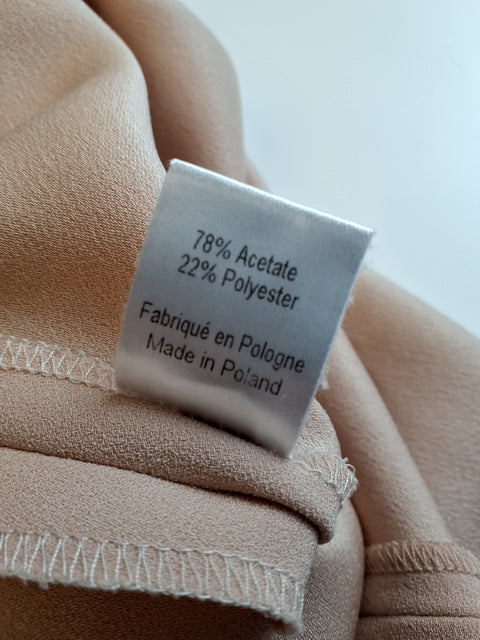 78% Acetate
22% Polyester
Fabriqué en Pologne
Made in Poland